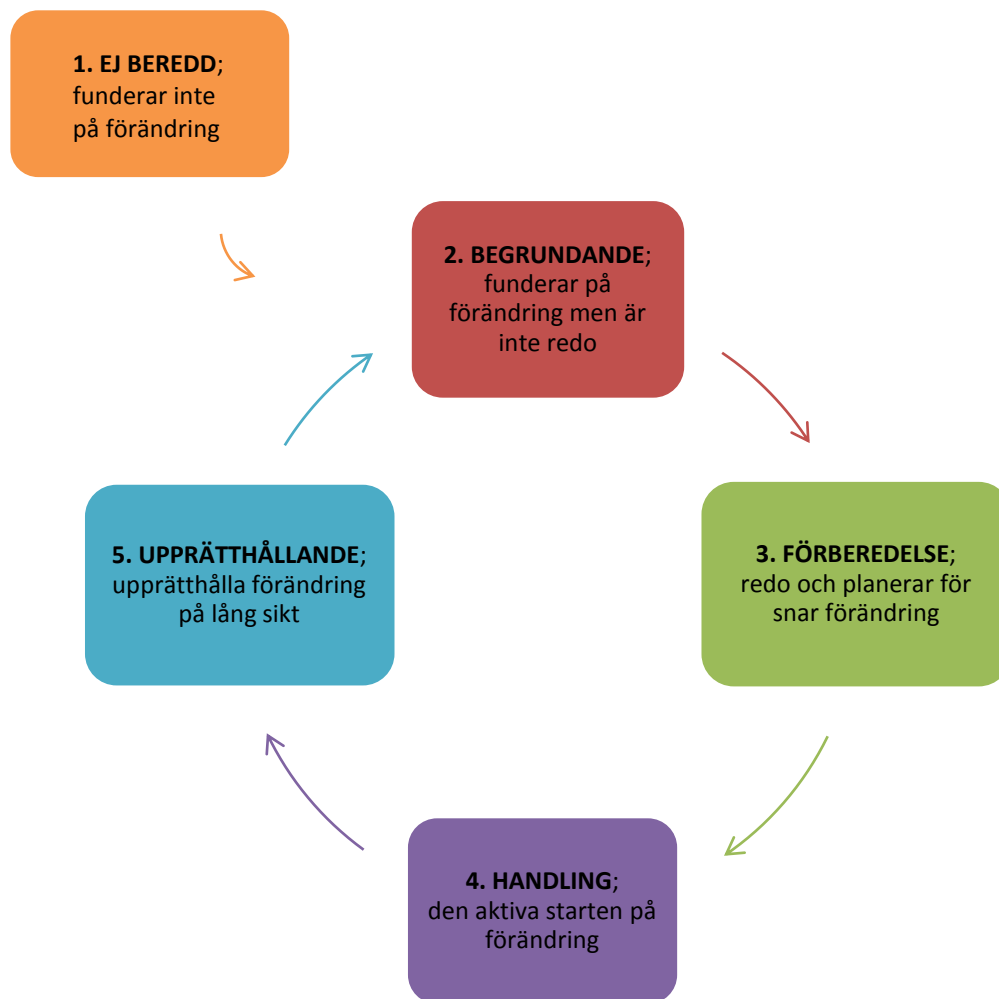 1. EJ BEREDD;
funderar inte
på förändring
2. BEGRUNDANDE;
funderar på
förändring men är
inte redo
3. FÖRBEREDELSE;
redo och planerar för
snar förändring
4. HANDLING;
den aktiva starten på
förändring
5. UPPRÄTTHÅLLANDE;
upprätthålla förändring
på lång sikt